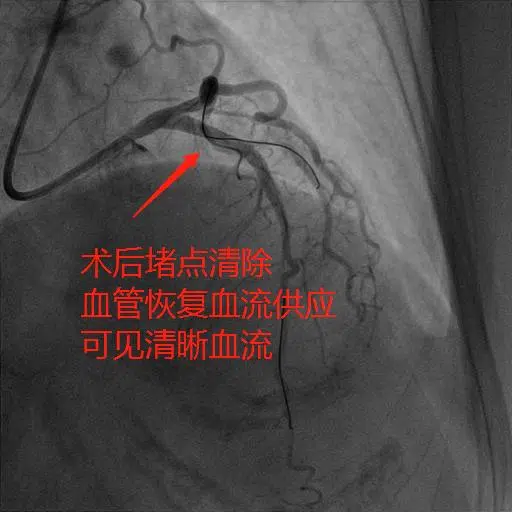 术后堵点清除
血管恢复血流供应
可见清晰血流